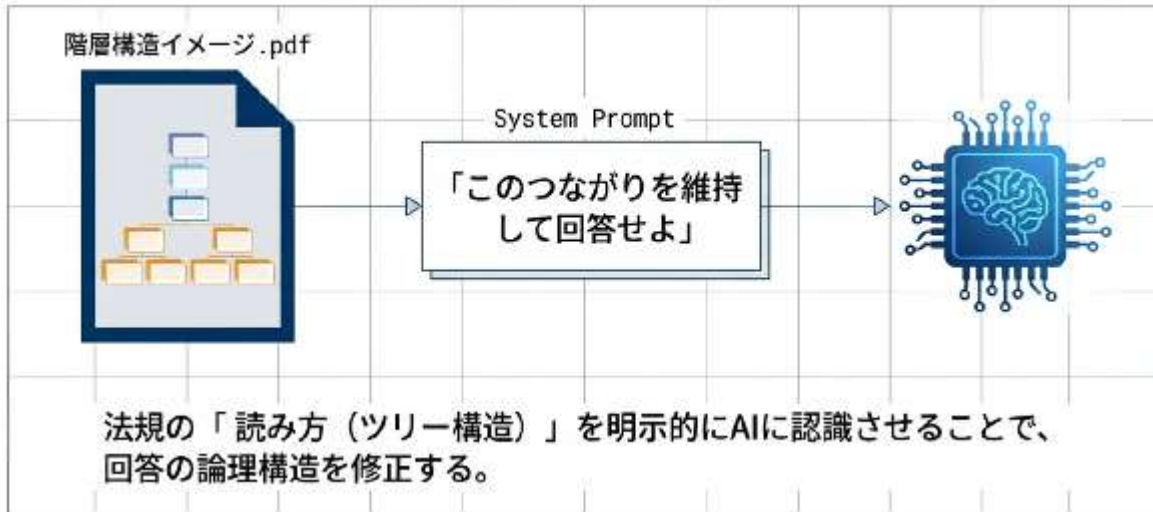 階層構造イメージ.pdf
System Prompt
「このつながりを維持
して回答せよ」
法規の「 読み方（ツリー構造）」を明示的にAIに認識させることで、
回答の論理構造を修正する。